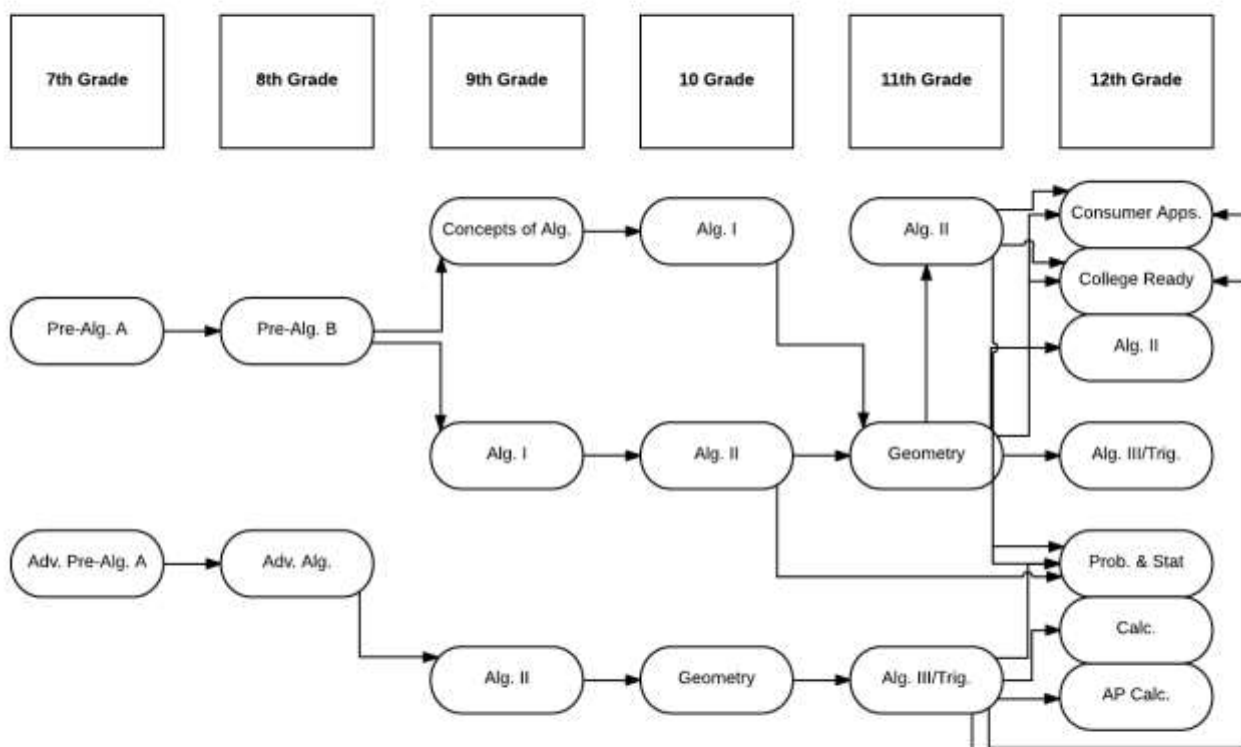 7th Grade
8th Grade
9th Grade
10 Grade
11th Grade
12th Grade
Concepts of Alg.
Alg. I
Alg. II
Consumer Apps.
College Ready
Pre-Alg. A
Pre-Alg. B
Alg. II
Alg. I
Alg. II
Geometry
Alg. III/Trig.
Adv. Pre-Alg. A
Adv. Alg.
Prob. & Stat
Calc.
Alg. II
Geometry
Alg. III/Trig.
AP Calc.